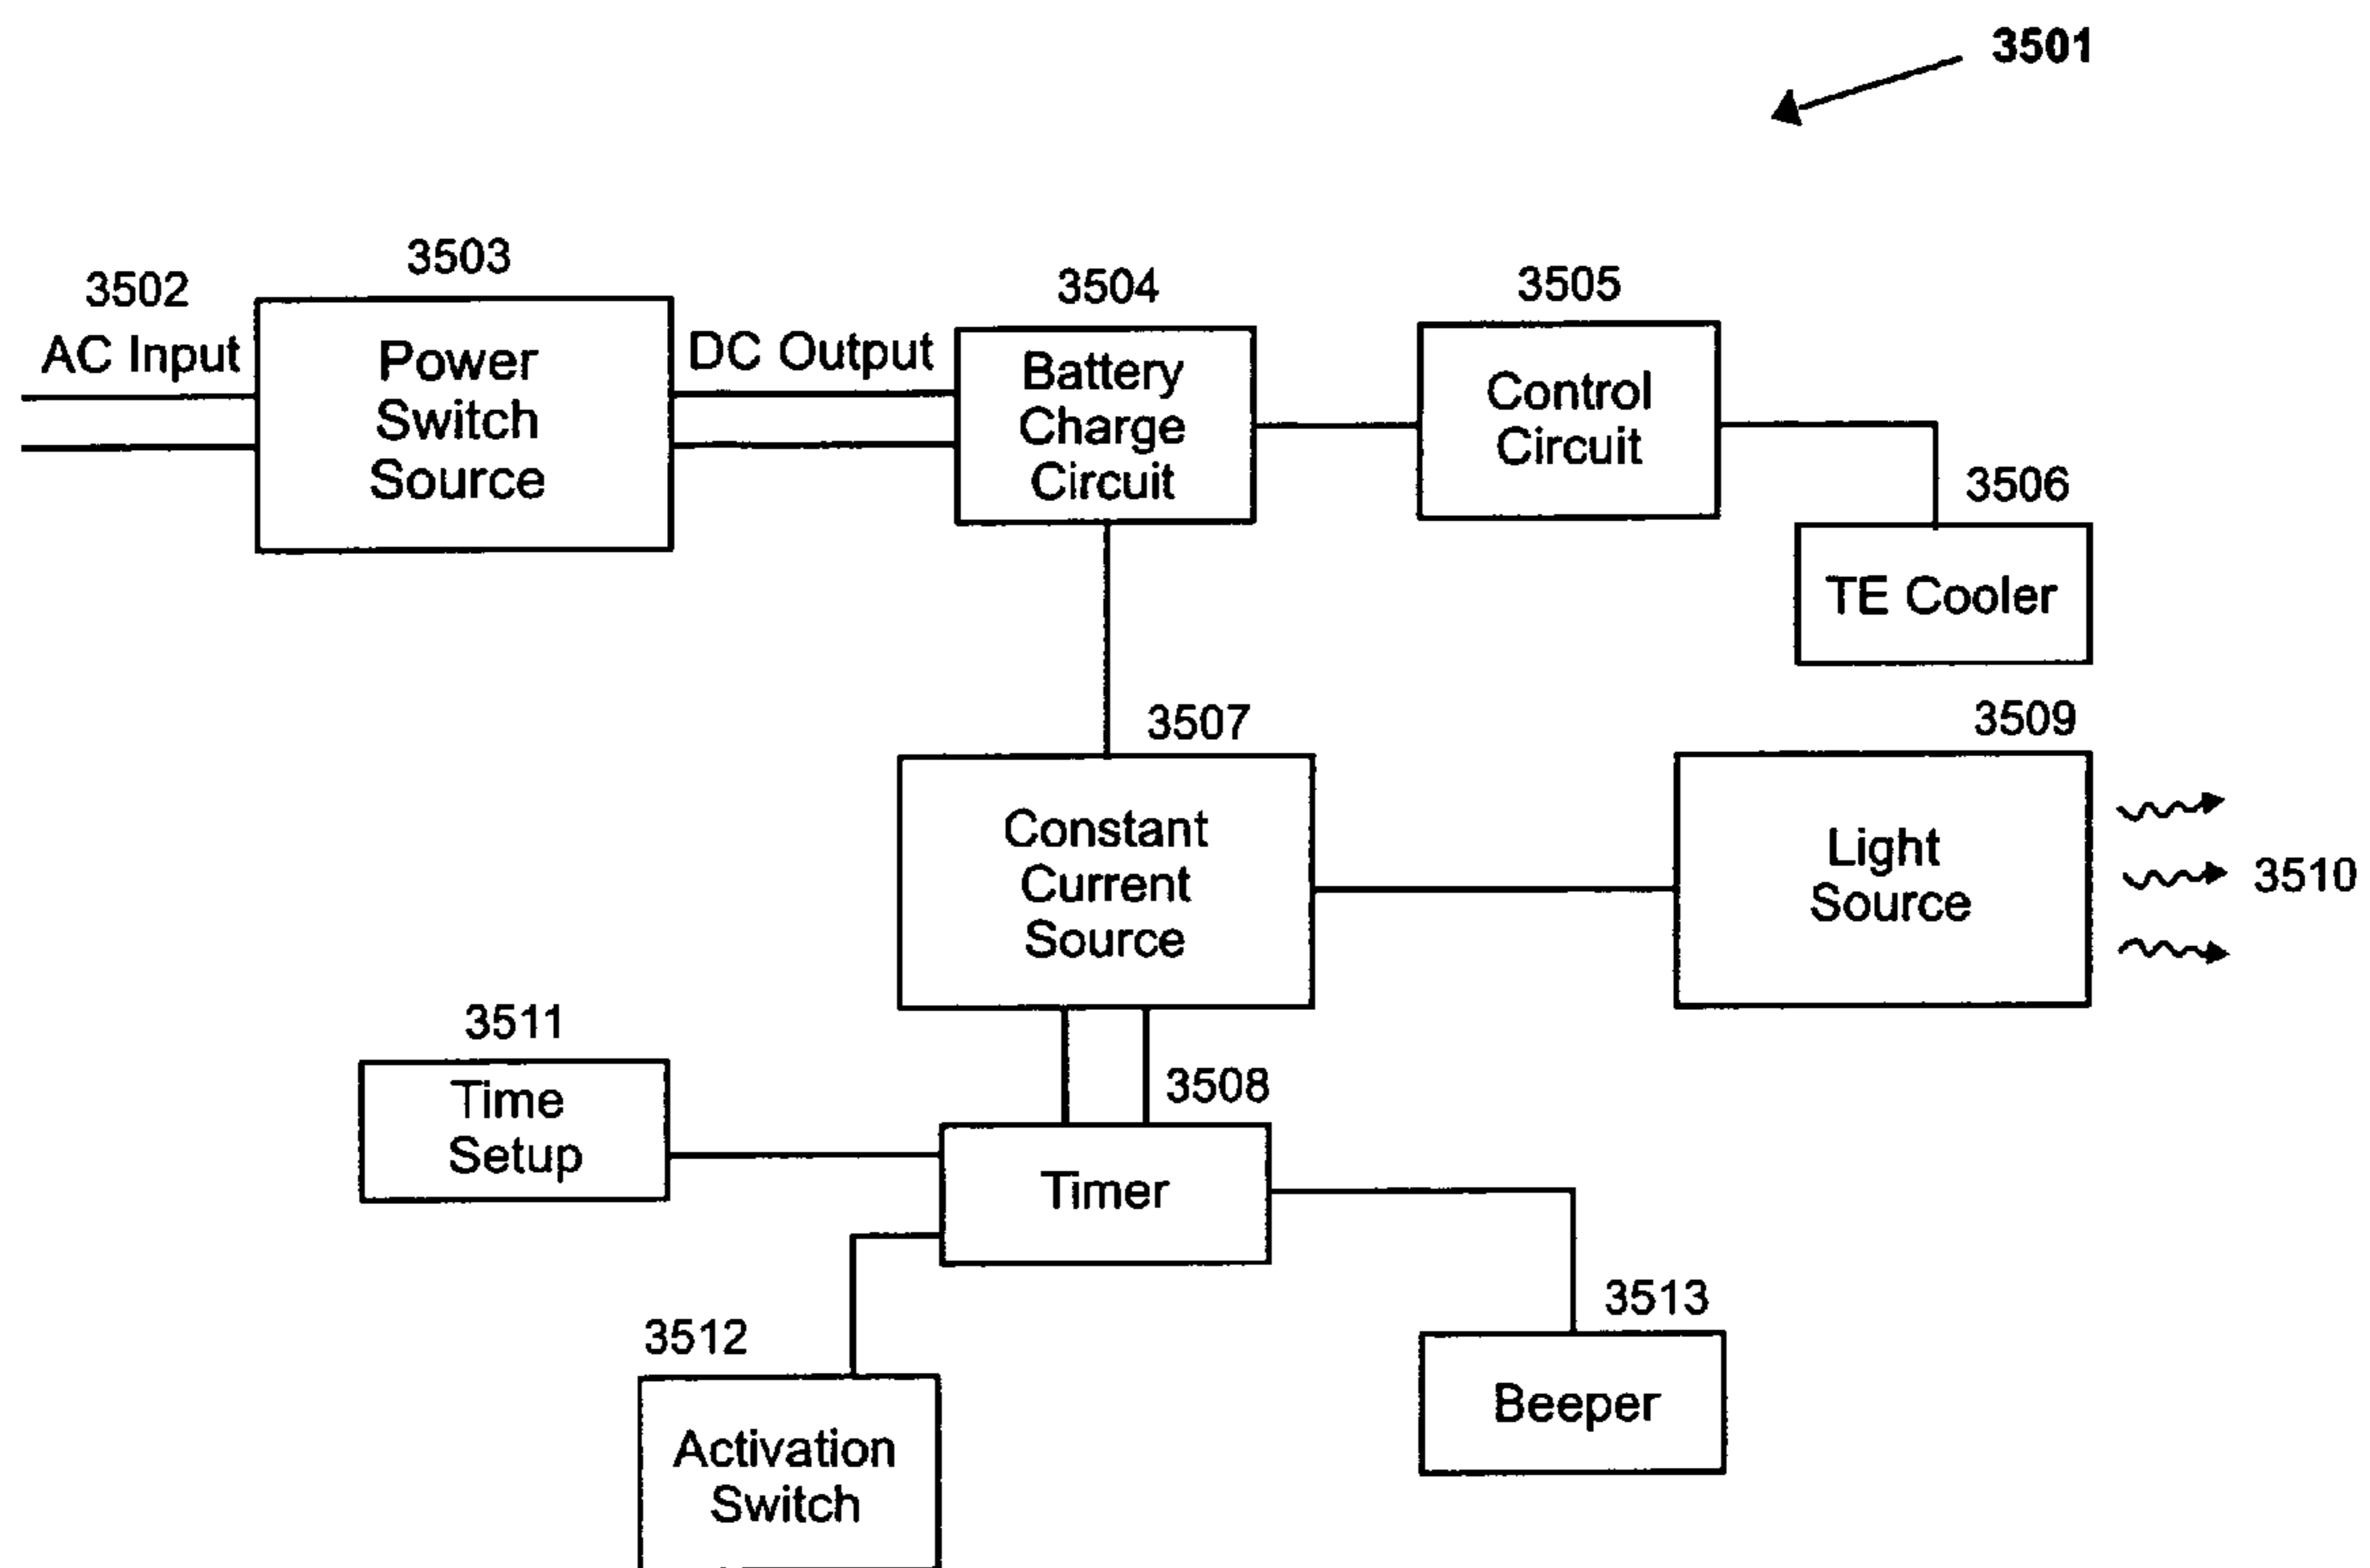 3501
3502
AC Input
3503
Power
Switch
Source
DC Output
3504
Battery
Charge
Circuit
3505
Control
Circuit
3506
TE Cooler
3507
Constant
Current
Source
3509
Light
Source
3510
3511
Time
Setup
3508
Timer
3512
Activation
Switch
3513
Beeper